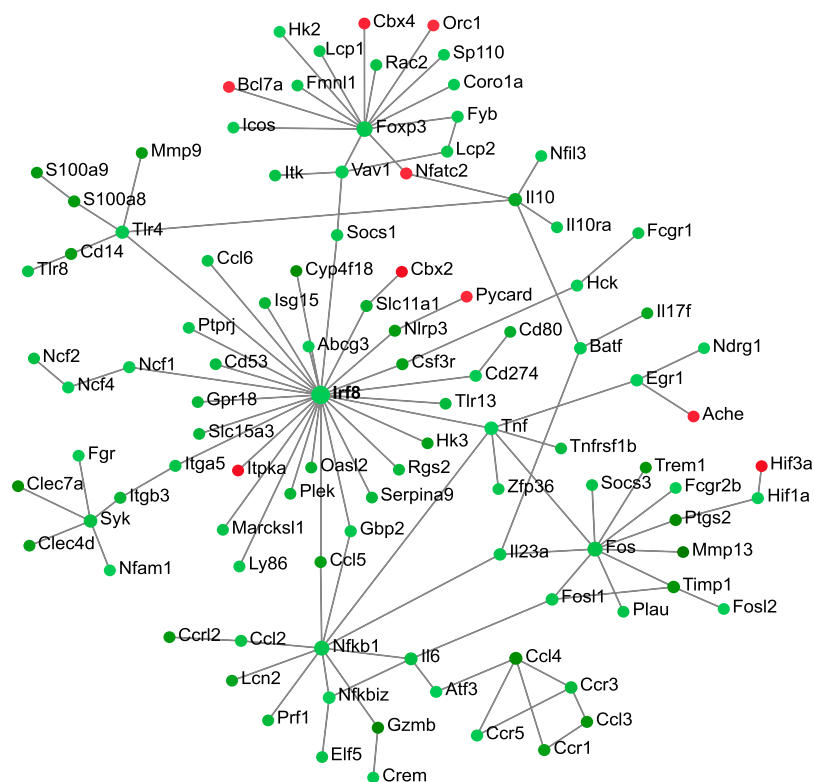 Cbx4
Orc1
Hk2
Lcp1
Sp110
Rac2
Bcl7a
Fmnl1
Coro1a
Fyb
Icos
Foxp3
Mmp9
Lcp2
Nfil3
S100a9
Itk
Vav1
Nfatc2
S100a8
Il10
Il10ra
Tlr4
Socs1
Fcgr1
Cd14
Tlr8
Ccl6
Cyp4f18
Cbx2
Hck
Isg15
Slc11a1
Pycard
Il17f
Ptprj
Nlrp3
Cd80
Abcg3
Batf
Ndrg1
Ncf2
Ncf1
Cd53
Csf3r
Cd274
Egr1
Ncf4
Irf8
Gpr18
Tlr13
Ache
Tnf
Slc15a3
Hk3
Tnfrsf1b
Fgr
Itga5
Itpka
Oasl2
Rgs2
Trem1
Hif3a
Clec7a
Itgb3
Plek
Serpina9
Zfp36
Socs3
Fcgr2b
Hif1a
Syk
Marcksl1
Gbp2
Ptgs2
Clec4d
Il23a
Fos
Mmp13
Nfam1
Ly86
Ccl5
Timp1
Fosl1
Plau
Fosl2
Ccrl2
Ccl2
Nfkb1
Il6
Ccl4
Lcn2
Nfkbiz
Atf3
Ccr3
Prf1
Gzmb
Ccl3
Ccr5
Elf5
Ccr1
Crem